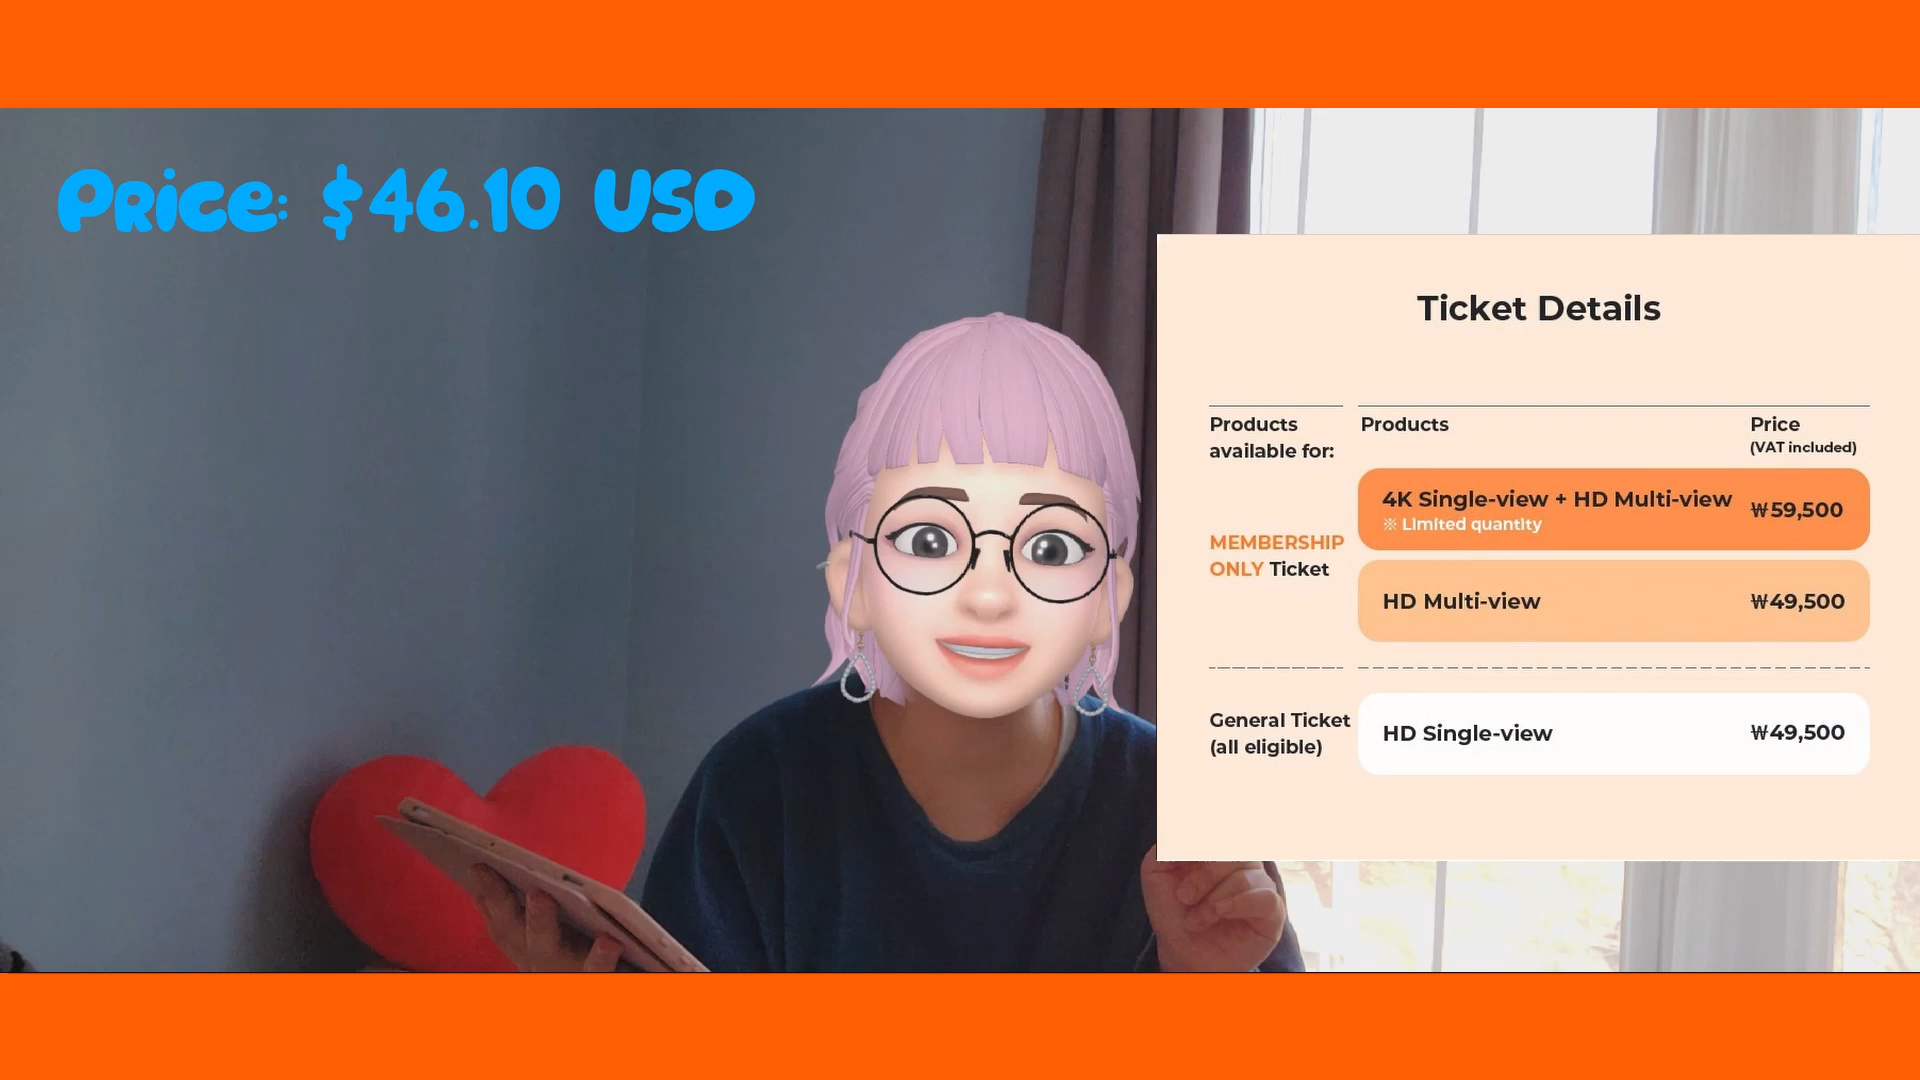 Price: $46.10 USD
Ticket Details
Products
available for:
Products
Price
(VAT included)
MEMBERSHIP
ONLY Ticket
4K Single-view + HD Multi-view
※ Limited quantity
₩59,500
HD Multi-view
₩49,500
General Ticket
(all eligible)
HD Single-view
₩49,500